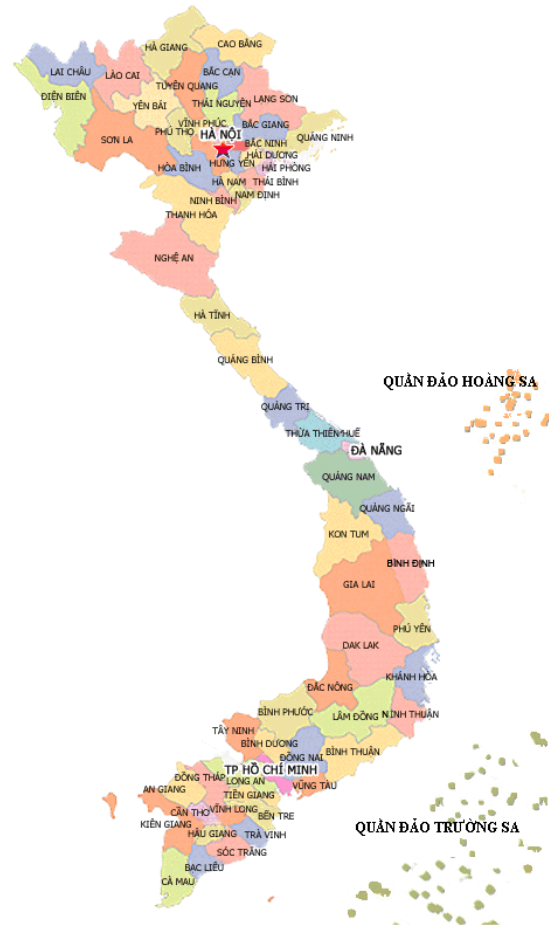 HÀ GIANG
CAO BẰNG
LAI CHÂU
LÀO CAI
BẮC CẠN
ĐIỆN BIÊN
TUYÊN QUANG
YÊN BÁI
THÁI NGUYÊN
LẠNG SƠN
VĨNH PHÚC
PHÚ THỌ
BẮC GIANG
HÀ NỘI
SƠN LA
BẮC NINH
QUẢNG NINH
HẢI DƯƠNG
HƯNG YÊN
HÒA BÌNH
HẢI PHÒNG
HÀ NAM
THÁI BÌNH
NAM ĐỊNH
NINH BÌNH
THANH HÓA
NGHỆ AN
HÀ TĨNH
QUẢNG BÌNH
QUẦN ĐẢO HOÀNG SA
QUẢNG TRỊ
THỪA THIÊN/HUẾ
ĐÀ NẴNG
QUẢNG NAM
QUẢNG NGÃI
KON TUM
BÌNH ĐỊNH
GIA LAI
PHÚ YÊN
DAK LAK
KHÁNH HÒA
ĐẮC NÔNG
BÌNH PHƯỚC
LÂM ĐỒNG
NINH THUẬN
TÂY NINH
BÌNH DƯƠNG
BÌNH THUẬN
ĐỒNG NAI
TP HỒ CHÍ MINH
ĐỒNG THÁP
LONG AN
VŨNG TÀU
AN GIANG
TIỀN GIANG
CẦN THƠ
VĨNH LONG
BẾN TRE
KIÊN GIANG
HẬU GIANG
TRÀ VINH
QUẦN ĐẢO TRƯỜNG SA
SÓC TRĂNG
BẠC LIÊU
CÀ MAU